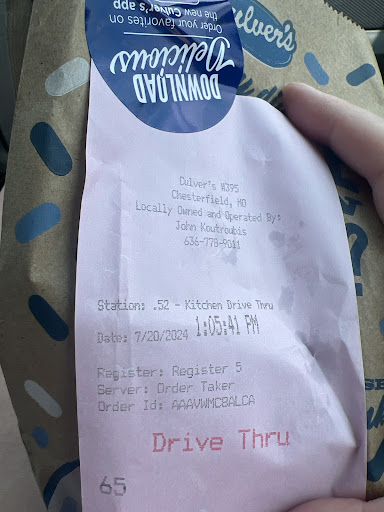 Culver's
Order your favorites on
the new Culver's app
DOWNLOAD
Delicious
Culver's #395
Chesterfield, MO
Locally Owned and Operated By:
John Koutroubis
636-778-9011
Station: .52 - Kitchen Drive Thru
Date: 7/20/2024 1:05:41 PM
Register: Register 5
Server: Order Taker
Order Id: AAAVWMCBALCA
Drive Thru
65